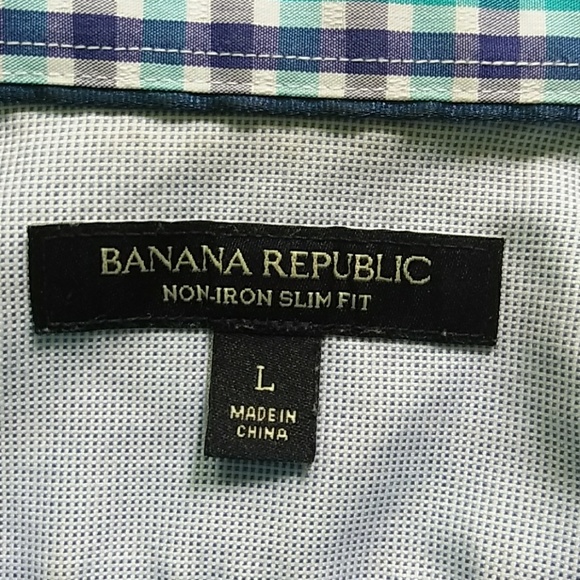 BANANA REPUBLIC
NON-IRON SLIM FIT
L
MADE IN
CHINA